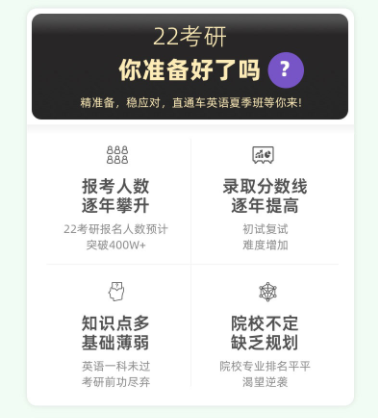 22考研
你准备好了吗 ?
精准备，稳应对，直通车英语夏季班等你来!
报考人数
逐年攀升
22考研报名人数预计
突破400W+
录取分数线
逐年提高
初试复试
难度增加
知识点多
基础薄弱
英语一科未过
考研前功尽弃
院校不定
缺乏规划
院校专业排名平平
渴望逆袭